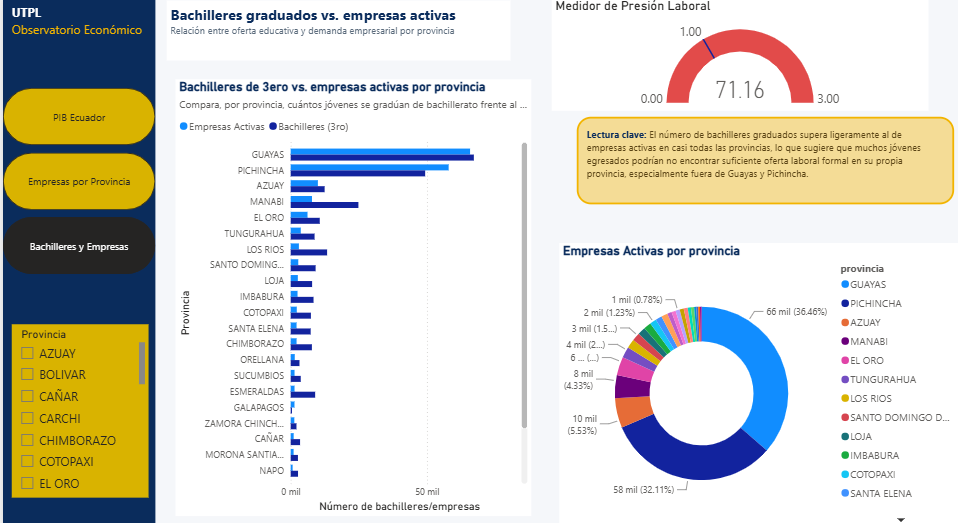 UTPL
Observatorio Económico
PIB Ecuador
Empresas por Provincia
Bachilleres y Empresas
Provincia
AZUAY
BOLIVAR
CAÑAR
CARCHI
CHIMBORAZO
COTOPAXI
EL ORO
Bachilleres graduados vs. empresas activas
Relación entre oferta educativa y demanda empresarial por provincia
Bachilleres de 3ero vs. empresas activas por provincia
Compara, por provincia, cuántos jóvenes se gradúan de bachillerato frente al ...
Empresas Activas Bachilleres (3ro)
Provincia
GUAYAS
PICHINCHA
AZUAY
MANABI
EL ORO
TUNGURAHUA
LOS RIOS
SANTO DOMING...
LOJA
IMBABURA
COTOPAXI
SANTA ELENA
CHIMBORAZO
ORELLANA
SUCUMBIOS
ESMERALDAS
GALAPAGOS
ZAMORA CHINCH...
CAÑAR
MORONA SANTIA...
NAPO
0 mil 50 mil
Número de bachilleres/empresas
Medidor de Presión Laboral
1.00
0.00 71.16 3.00
Lectura clave: El número de bachilleres graduados supera ligeramente al de
empresas activas en casi todas las provincias, lo que sugiere que muchos jóvenes
egresados podrían no encontrar suficiente oferta laboral formal en su propia
provincia, especialmente fuera de Guayas y Pichincha.
Empresas Activas por provincia
1 mil (0.78%)
2 mil (1.23%)
3 mil (1.5...)
4 mil (2...)
6 ... (...)
8 mil
(4.33%)
10 mil
(5.53%)
58 mil (32.11%)
66 mil (36.46%)
provincia
GUAYAS
PICHINCHA
AZUAY
MANABI
EL ORO
TUNGURAHUA
LOS RIOS
SANTO DOMINGO D...
LOJA
IMBABURA
COTOPAXI
SANTA ELENA